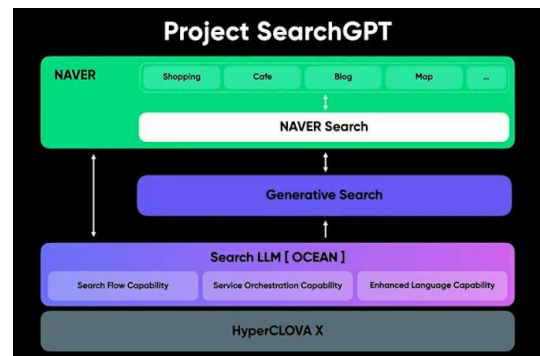 Project SearchGPT
NAVER
Shopping
Cafe
Blog
Map
...
NAVER Search
Generative Search
Search LLM [ OCEAN ]
Search Flow Capability
Service Orchestration Capability
Enhanced Language Capability
HyperCLOVA X